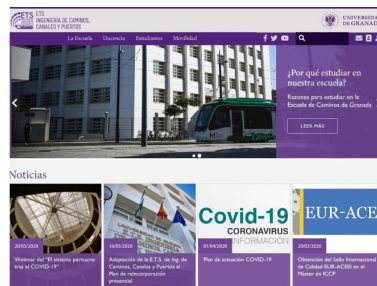 ETS
INGENIERÍA DE CAMINOS,
CANALES Y PUERTOS
UNIVERSIDAD
DE GRANADA
La Escuela Docencia Estudiantes Movilidad
¿Por qué estudiar en
nuestra escuela?
Razones para estudiar en la
Escuela de Caminos de Granada
LEER MÁS
Noticias
20/05/2020
Webinar del "El sistema portuario
tras el COVID-19"
16/05/2020
Adaptación de la E.T.S. de Ing. de
Caminos, Canales y Puertos al
Plan de reincorporación
presencial
Covid-19
CORONAVIRUS
INFORMACIÓN
01/04/2020
Plan de actuación COVID-19
EUR-ACE
20/03/2020
Obtención del Sello Internacional
de Calidad EUR-ACE® en el
Máster en ICCP